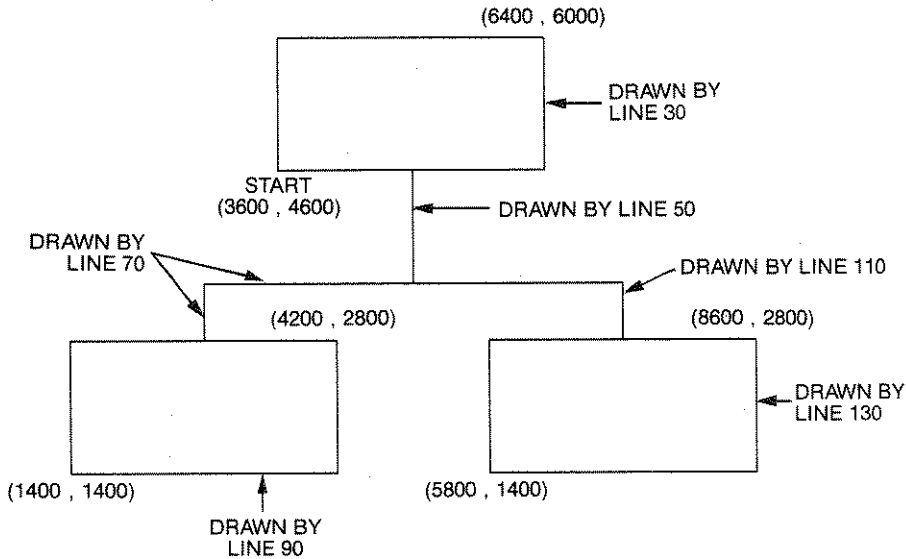 (6400 , 6000)
DRAWN BY
LINE 30
START
(3600 , 4600)
DRAWN BY LINE 50
DRAWN BY
LINE 70
DRAWN BY LINE 110
(4200 , 2800)
(8600 , 2800)
DRAWN BY
LINE 130
(1400 , 1400)
(5800 , 1400)
DRAWN BY
LINE 90